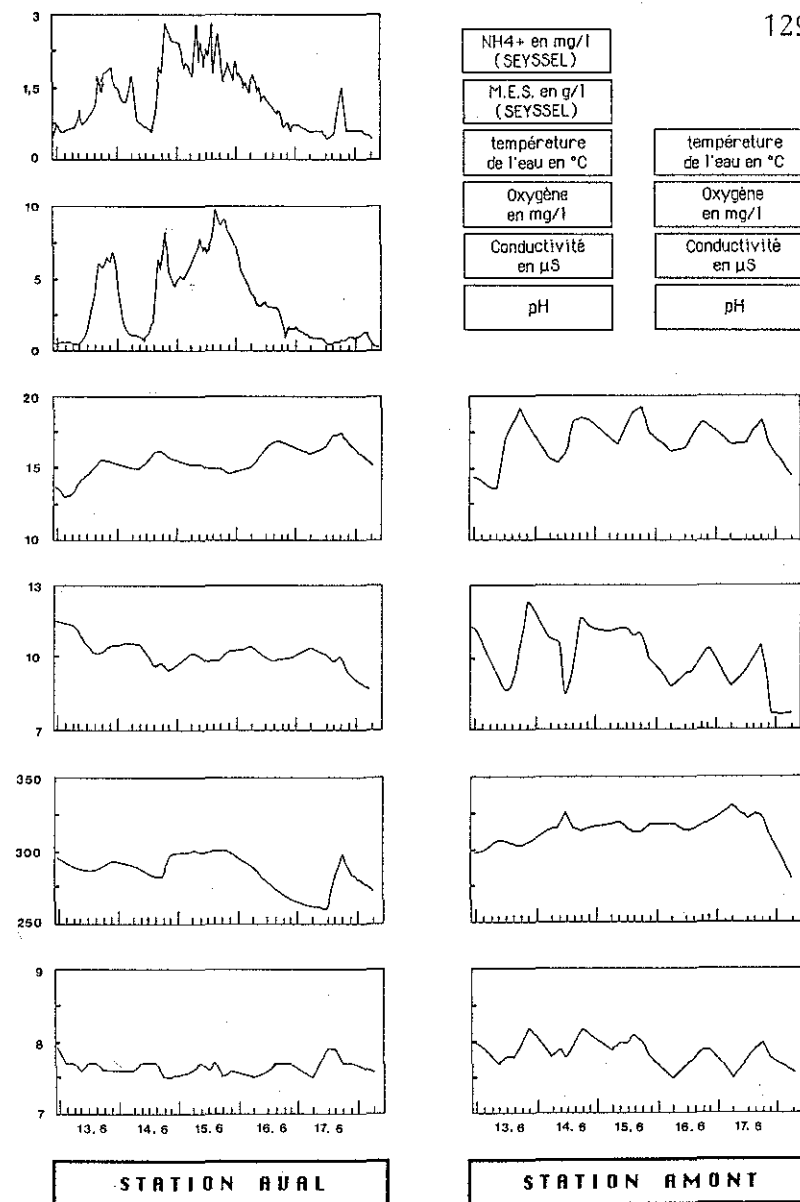 129
NH4+ en mg/l
(SEYSSEL)
M.E.S. en g/l
(SEYSSEL)
température
de l'eau en °C
température
de l'eau en °C
Oxygène
en mg/l
Oxygène
en mg/l
Conductivité
en µS
Conductivité
en µS
pH
pH
3
1,5
0
10
5
0
20
15
10
13
10
7
350
300
250
9
8
7
13.6 14.6 15.6 16.6 17.6
13.6 14.6 15.6 16.6 17.6
STATION AVAL
STATION AMONT